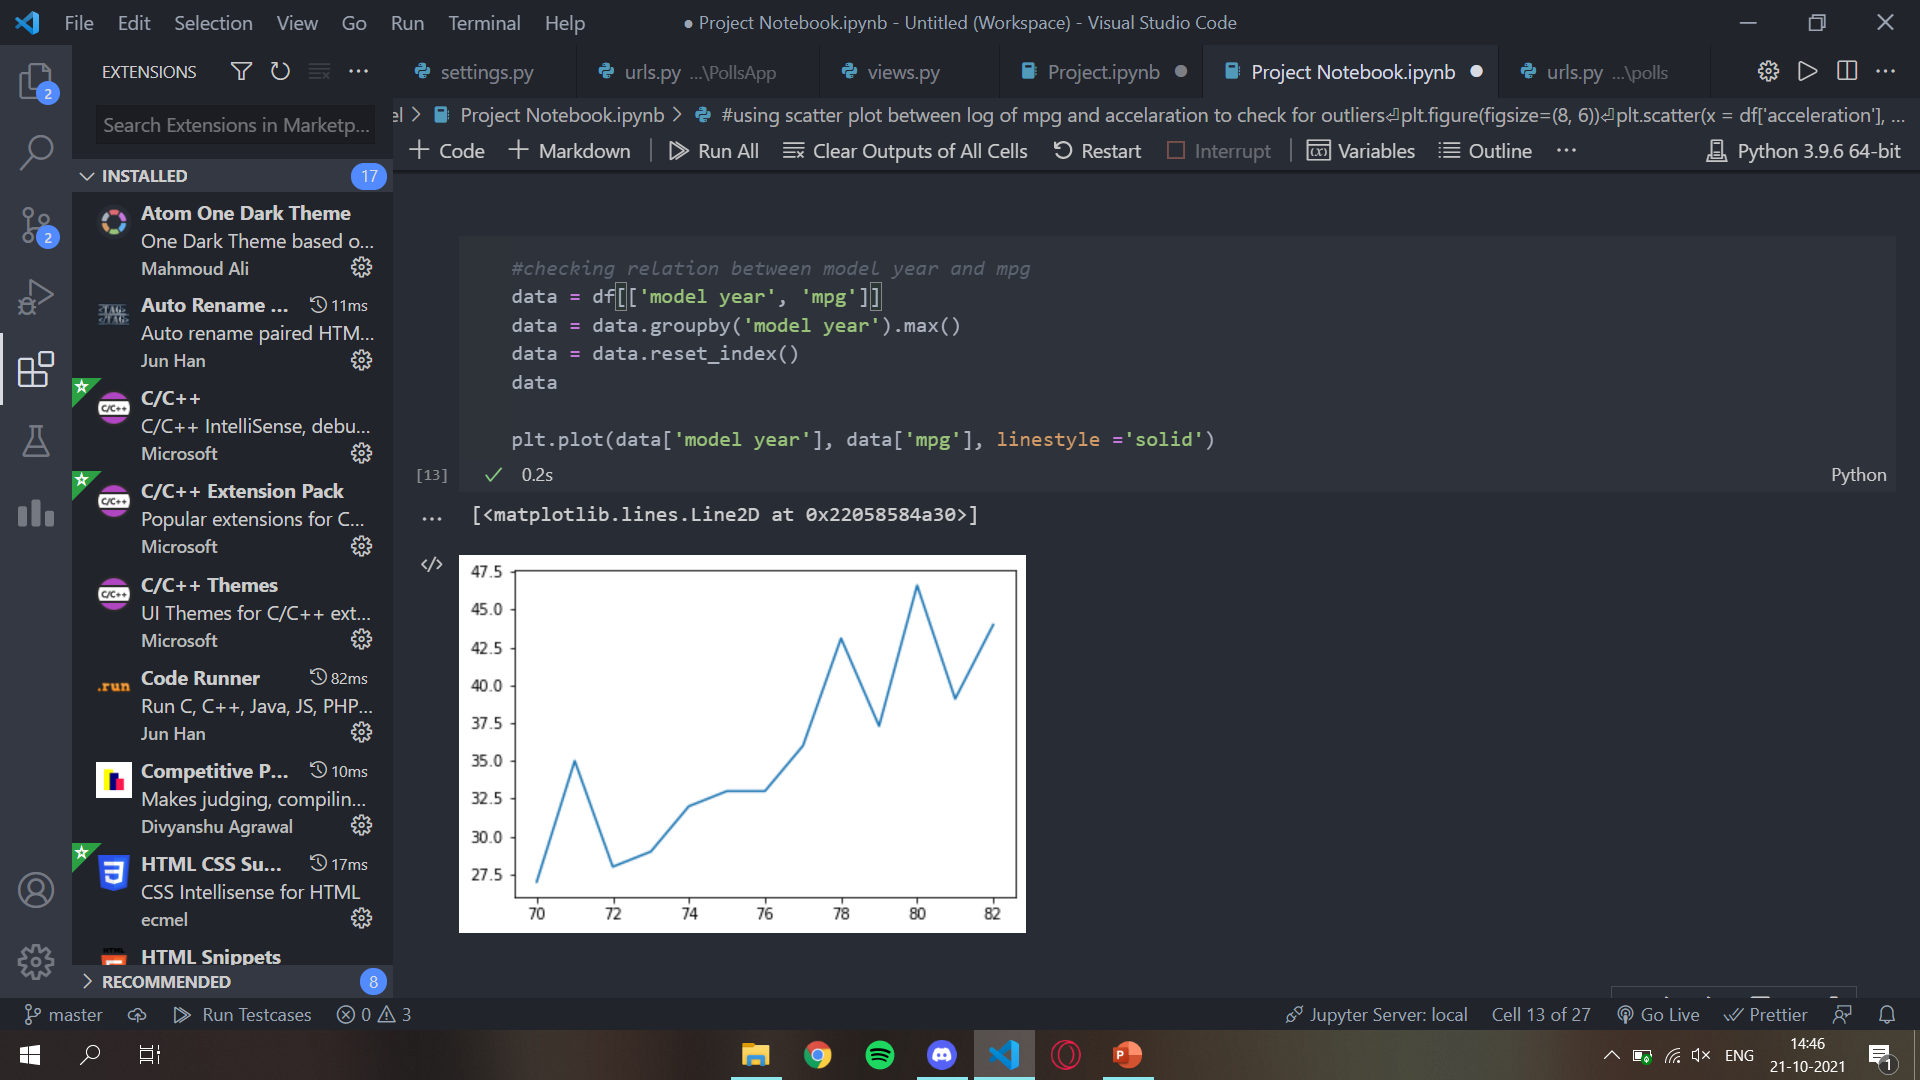 File Edit Selection View Go Run Terminal Help
● Project Notebook.ipynb - Untitled (Workspace) - Visual Studio Code
EXTENSIONS
settings.py
urls.py ...\PollsApp
views.py
Project.ipynb
Project Notebook.ipynb
urls.py ...\polls
2
Search Extensions in Marketp...
el > Project Notebook.ipynb > #using scatter plot between log of mpg and accelaration to check for outliers⏎plt.figure(figsize=(8, 6))⏎plt.scatter(x = df['acceleration'], ...
+ Code + Markdown Run All Clear Outputs of All Cells Restart Interrupt Variables Outline ... Python 3.9.6 64-bit
INSTALLED 17
Atom One Dark Theme
One Dark Theme based o...
Mahmoud Ali
2
Auto Rename ... 11ms
Auto rename paired HTM...
Jun Han
C/C++
C/C++
C/C++ IntelliSense, debu...
Microsoft
C/C++
C/C++ Extension Pack
Popular extensions for C...
Microsoft
C/C++
C/C++ Themes
UI Themes for C/C++ ext...
Microsoft
.run
Code Runner 82ms
Run C, C++, Java, JS, PHP...
Jun Han
Competitive P... 10ms
Makes judging, compilin...
Divyanshu Agrawal
HTML CSS Su... 17ms
CSS Intellisense for HTML
ecmel
HTML
HTML Snippets
RECOMMENDED 8
#checking relation between model year and mpg
data = df[['model year', 'mpg']]
data = data.groupby('model year').max()
data = data.reset_index()
data
plt.plot(data['model year'], data['mpg'], linestyle ='solid')
[13] 0.2s Python
[<matplotlib.lines.Line2D at 0x22058584a30>]
47.5
45.0
42.5
40.0
37.5
35.0
32.5
30.0
27.5
70 72 74 76 78 80 82
master Run Testcases 0 3
Jupyter Server: local Cell 13 of 27 Go Live Prettier
ENG
14:46
21-10-2021
1